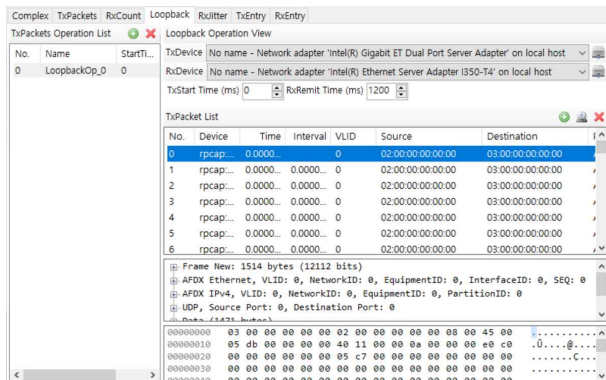 Complex TxPackets RxCount Loopback RxJitter TxEntry RxEntry
TxPackets Operation List
No. Name StartTi...
0 LoopbackOp_0 0
Loopback Operation View
TxDevice No name - Network adapter 'Intel(R) Gigabit ET Dual Port Server Adapter' on local host
RxDevice No name - Network adapter 'Intel(R) Ethernet Server Adapter I350-T4' on local host
TxStart Time (ms) 0 RxRemit Time (ms) 1200
TxPacket List
No. Device Time Interval VLID Source Destination
0 rpcap:... 0.0000... 0 02:00:00:00:00:00 03:00:00:00:00:00
1 rpcap:... 0.0000... 0.0000... 0 02:00:00:00:00:00 03:00:00:00:00:00
2 rpcap:... 0.0000... 0.0000... 0 02:00:00:00:00:00 03:00:00:00:00:00
3 rpcap:... 0.0000... 0.0000... 0 02:00:00:00:00:00 03:00:00:00:00:00
4 rpcap:... 0.0000... 0.0000... 0 02:00:00:00:00:00 03:00:00:00:00:00
5 rpcap:... 0.0000... 0.0000... 0 02:00:00:00:00:00 03:00:00:00:00:00
6 rpcap:... 0.0000... 0.0000... 0 02:00:00:00:00:00 03:00:00:00:00:00
Frame New: 1514 bytes (12112 bits)
AFDX Ethernet, VLID: 0, NetworkID: 0, EquipmentID: 0, InterfaceID: 0, SEQ: 0
AFDX IPv4, VLID: 0, NetworkID: 0, EquipmentID: 0, PartitionID: 0
UDP, Source Port: 0, Destination Port: 0
Data (1471 bytes)
00000000 03 00 00 00 00 00 02 00 00 00 00 00 08 00 45 00 ..............
00000010 05 db 00 00 00 00 40 11 00 00 0a 00 00 00 e0 c0 .Û....@....
00000020 00 00 00 00 00 00 05 c7 00 00 00 00 00 00 00 00 .......Ç....
00000030 00 00 00 00 00 00 00 00 00 00 00 00 00 00 00 00